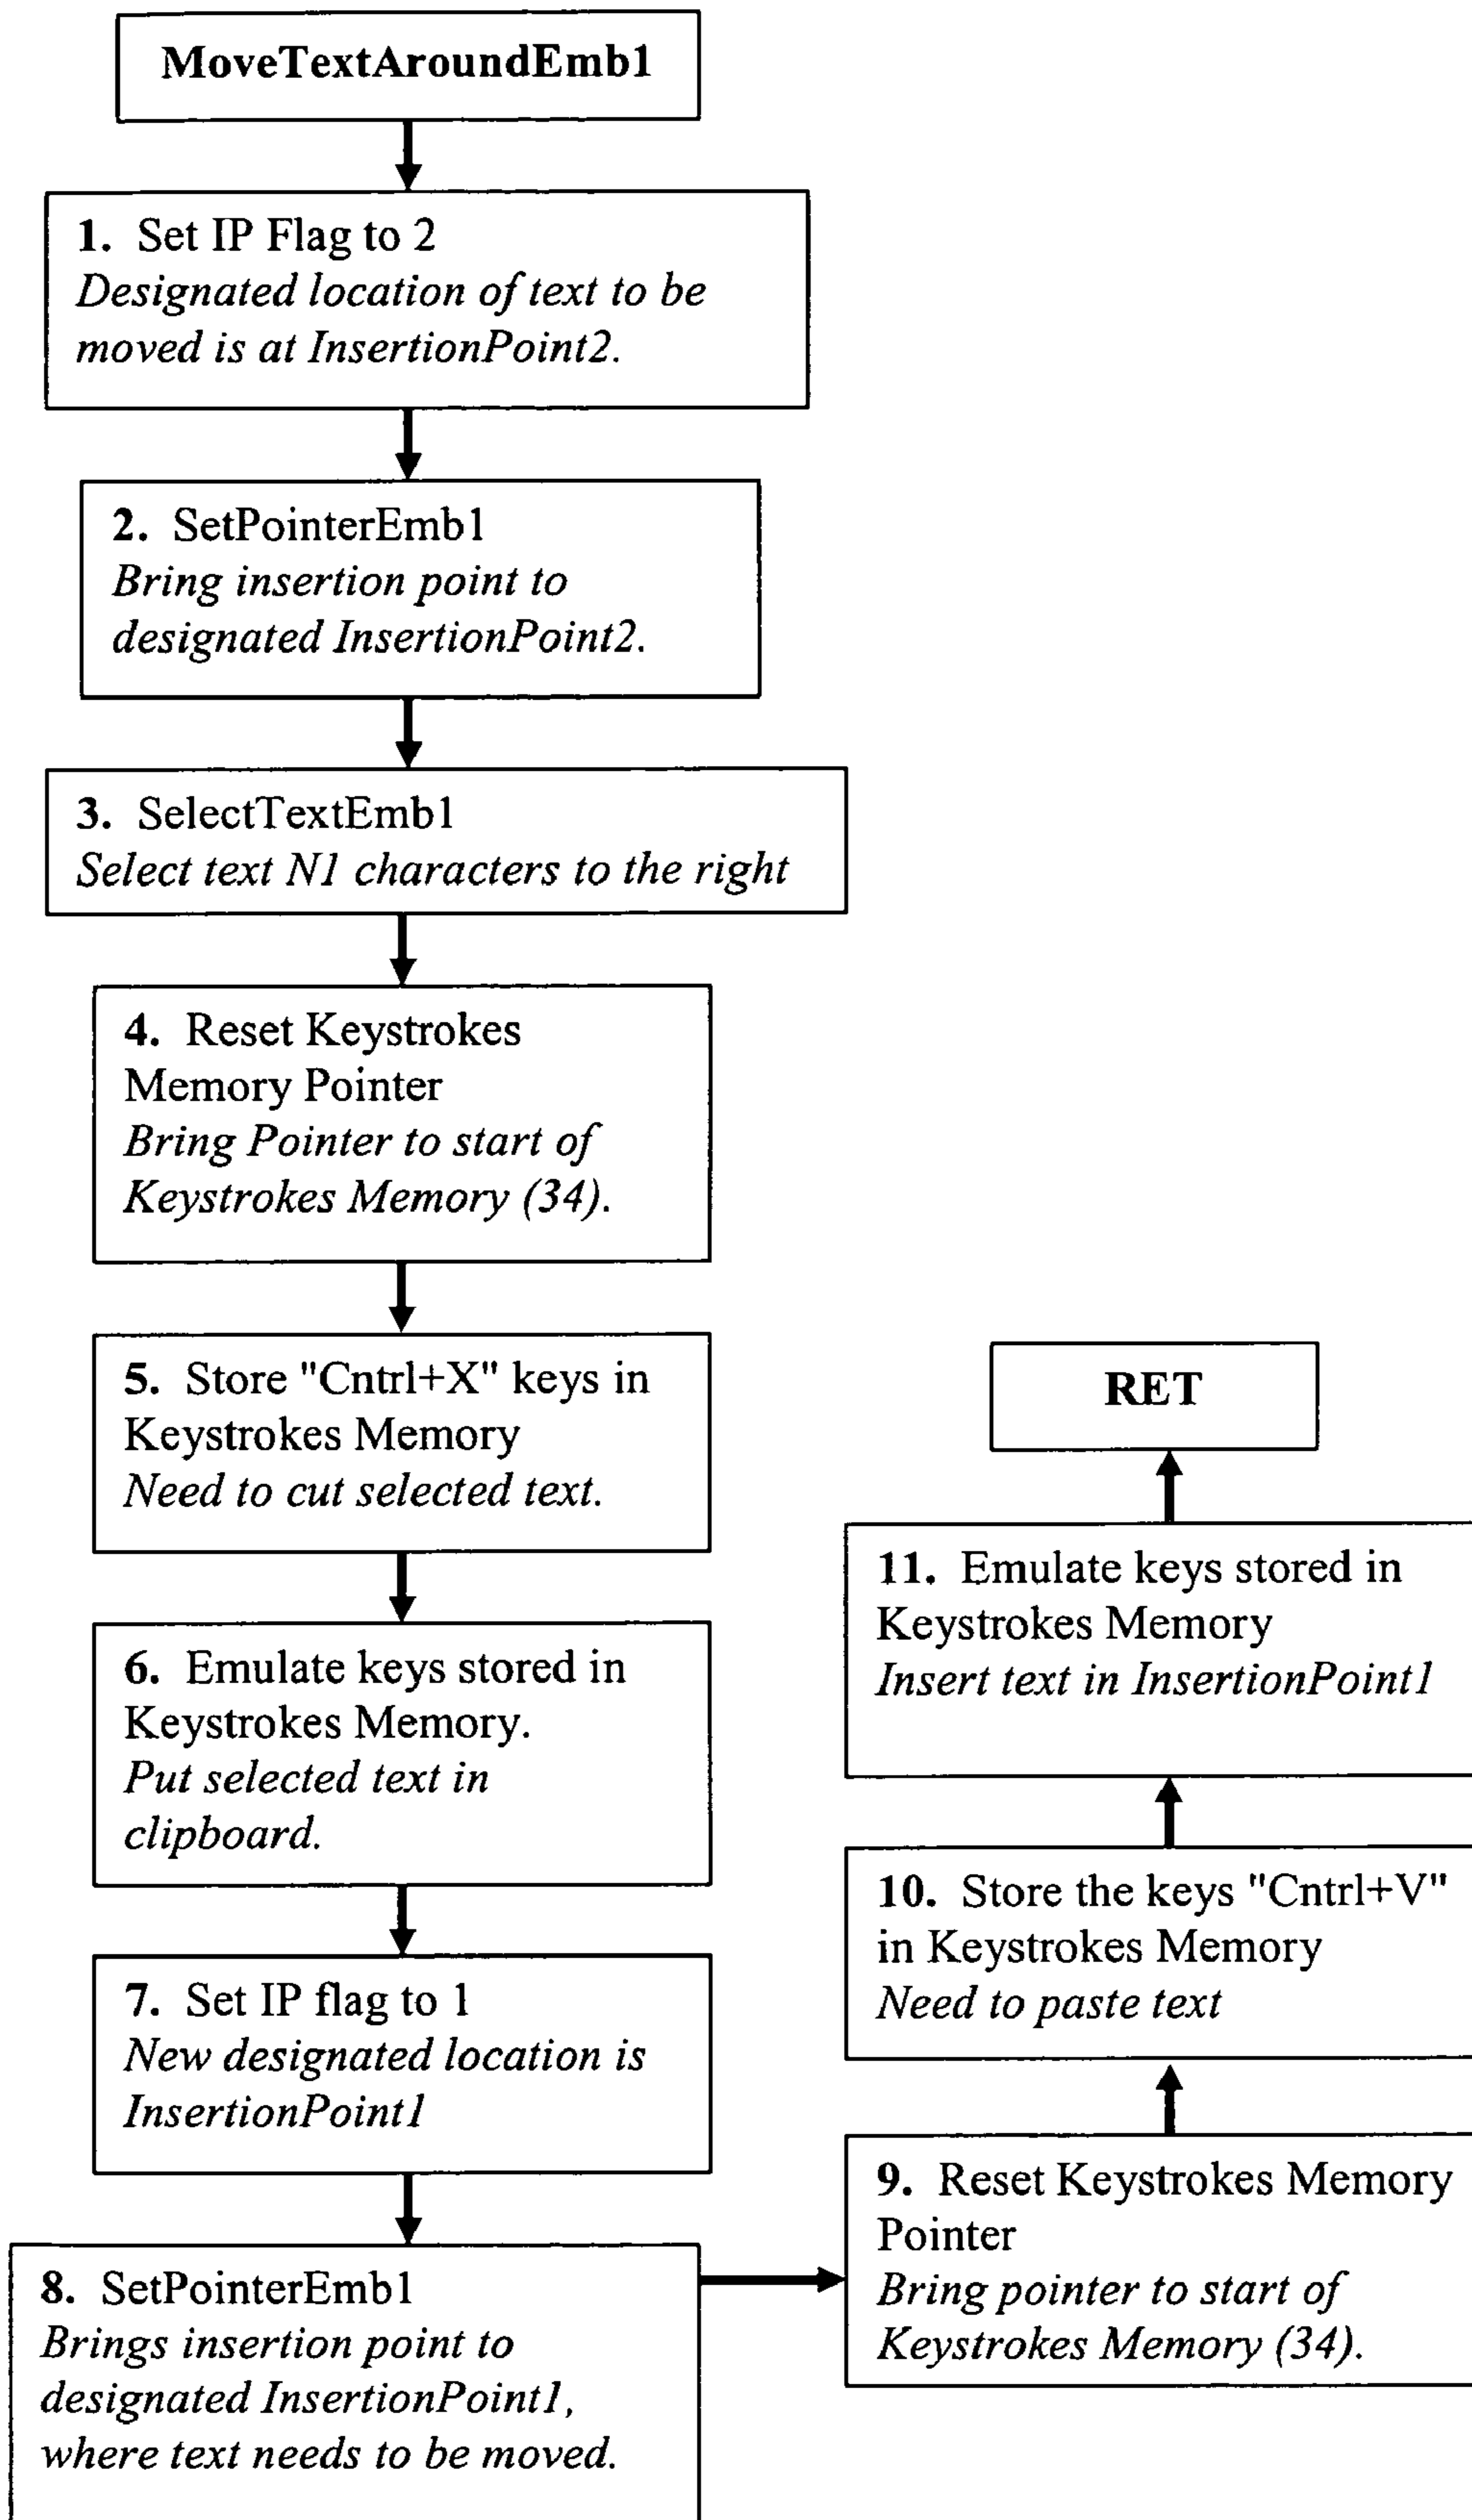 MoveTextAroundEmb1
1. Set IP Flag to 2
Designated location of text to be
moved is at InsertionPoint2.
2. SetPointerEmb1
Bring insertion point to
designated InsertionPoint2.
3. SelectTextEmb1
Select text N1 characters to the right
4. Reset Keystrokes
Memory Pointer
Bring Pointer to start of
Keystrokes Memory (34).
5. Store "Cntrl+X" keys in
Keystrokes Memory
Need to cut selected text.
6. Emulate keys stored in
Keystrokes Memory.
Put selected text in
clipboard.
7. Set IP flag to 1
New designated location is
InsertionPoint1
8. SetPointerEmb1
Brings insertion point to
designated InsertionPoint1,
where text needs to be moved.
9. Reset Keystrokes Memory
Pointer
Bring pointer to start of
Keystrokes Memory (34).
10. Store the keys "Cntrl+V"
in Keystrokes Memory
Need to paste text
11. Emulate keys stored in
Keystrokes Memory
Insert text in InsertionPoint1
RET